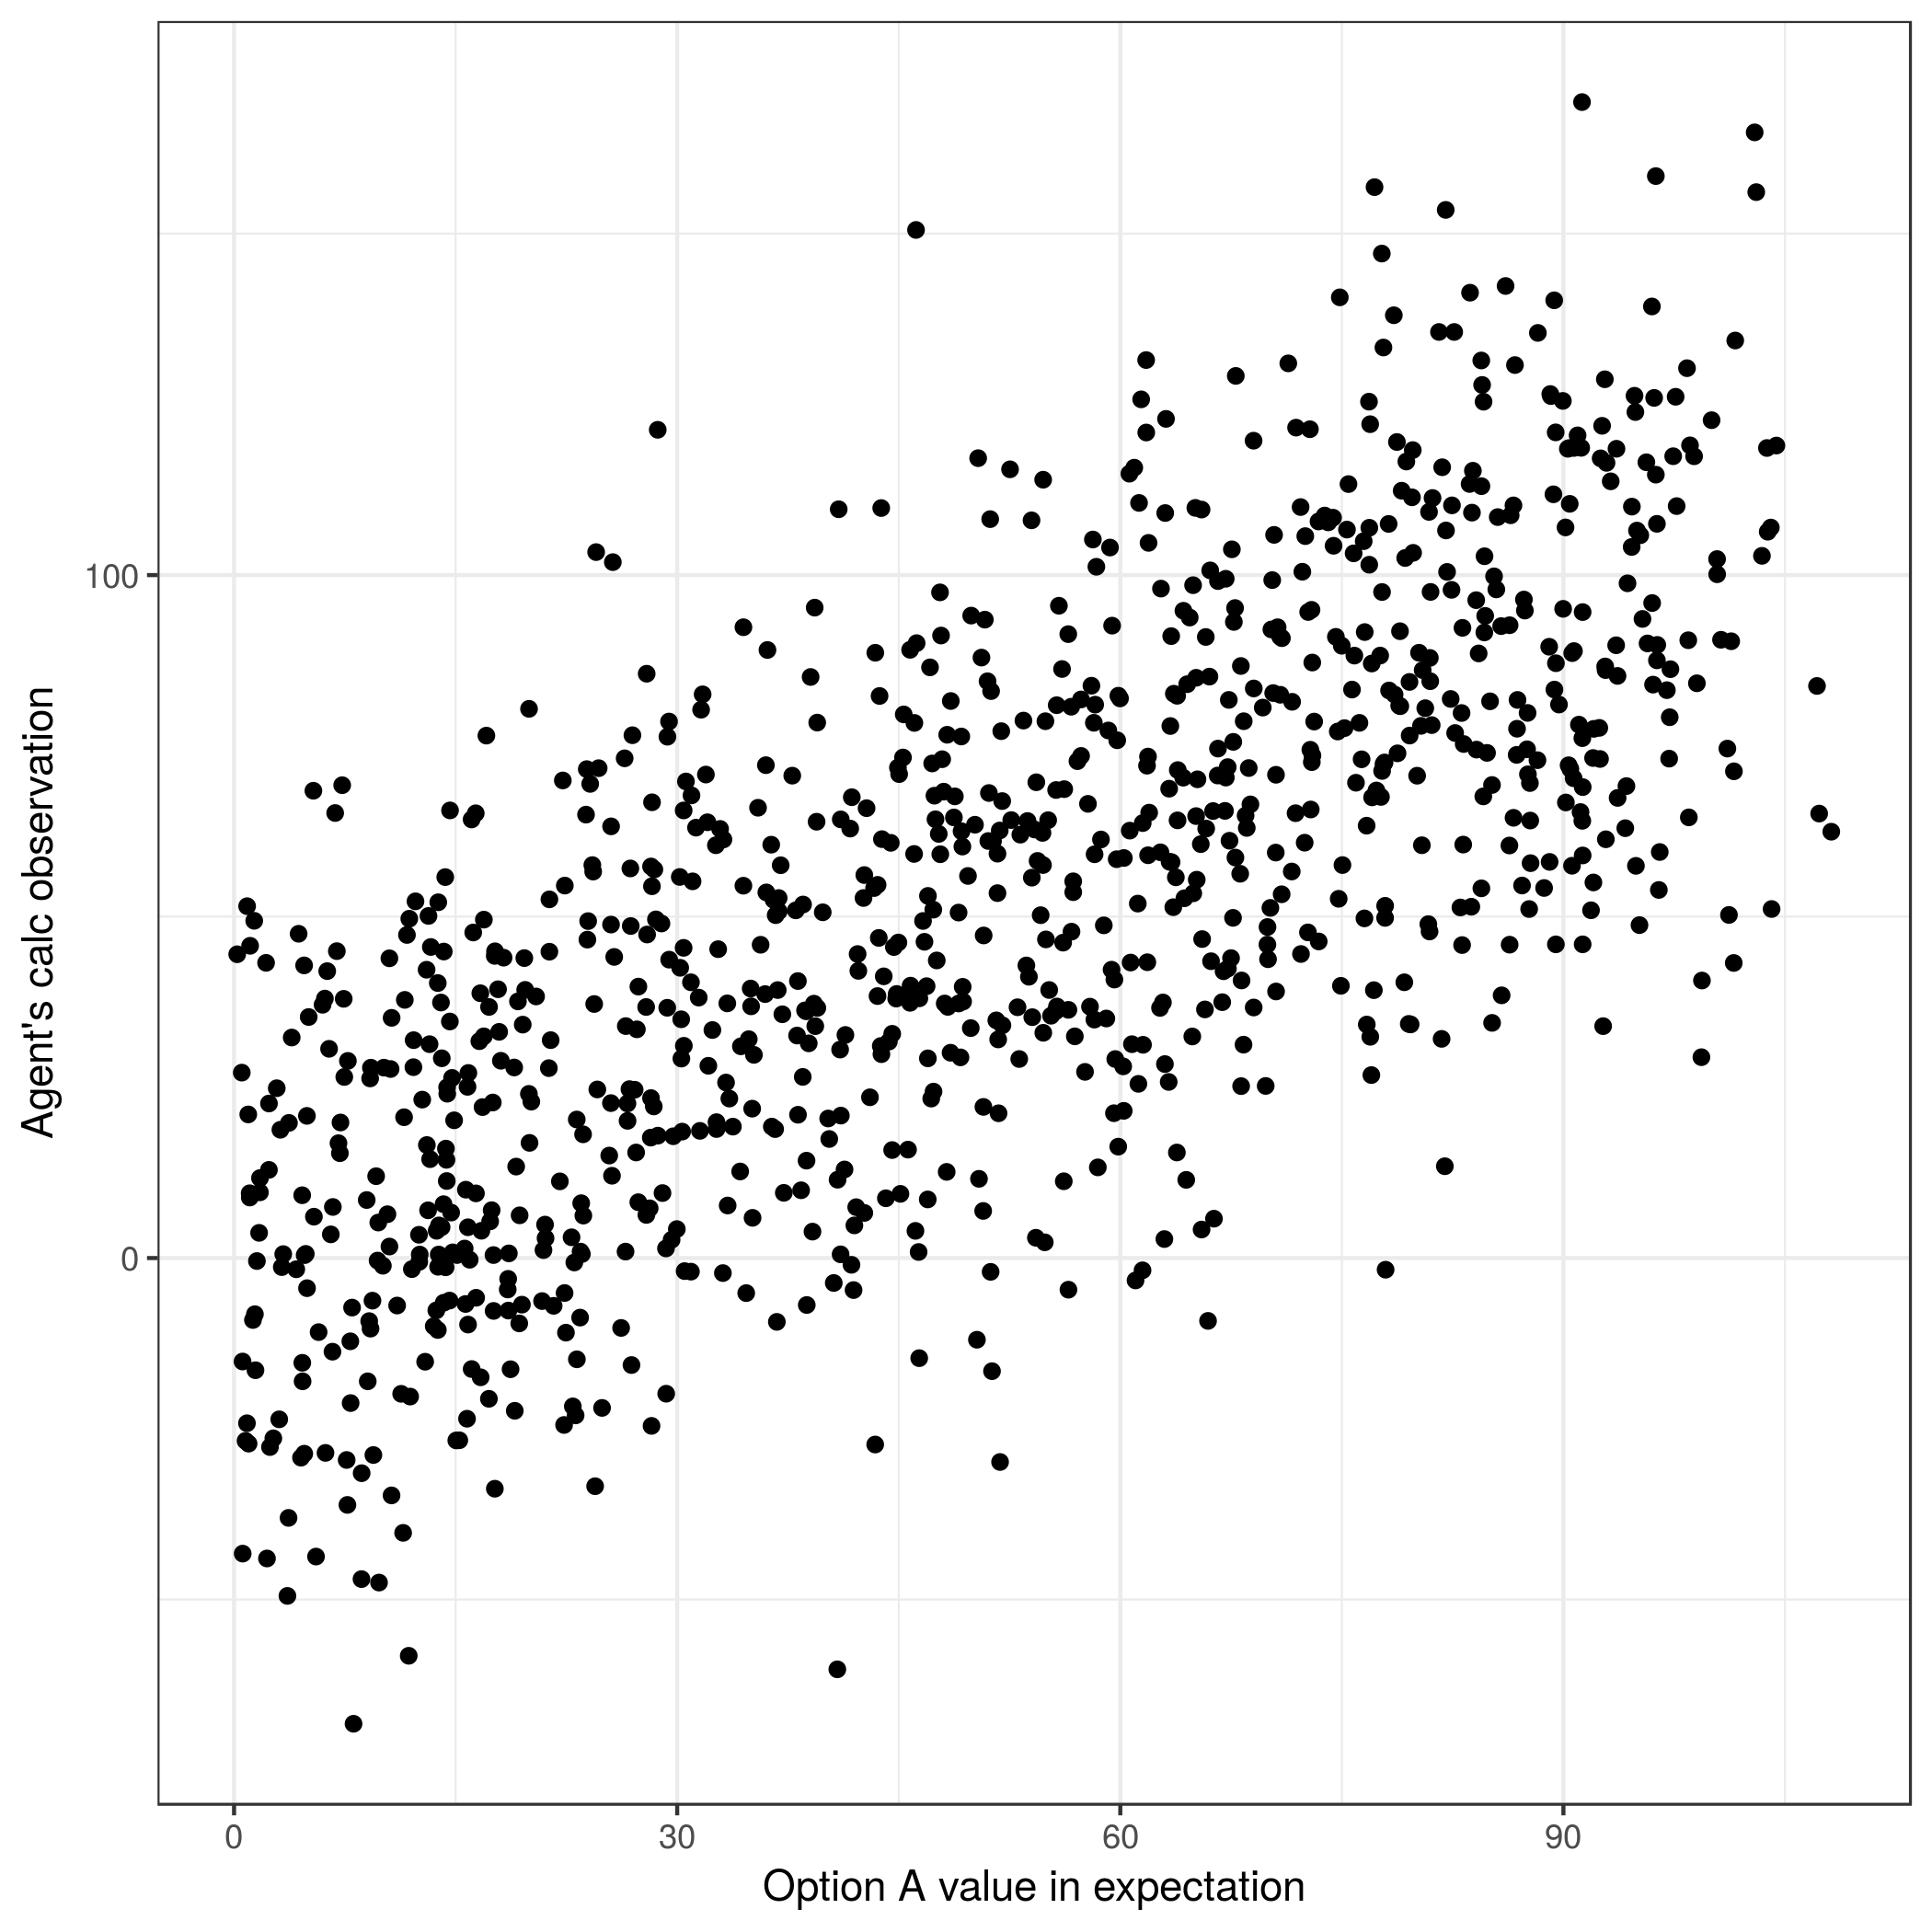 Agent's calc observation
100
0
0 30 60 90
Option A value in expectation